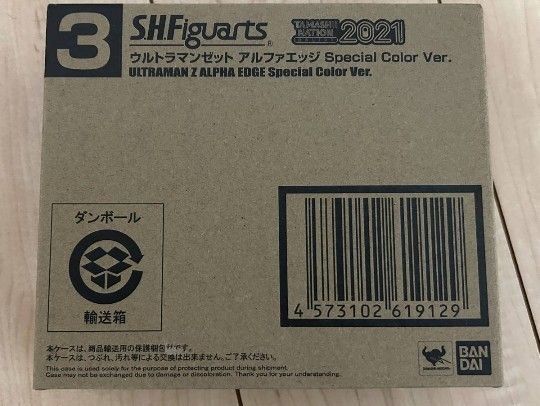 3
S.H.Figuarts
®
TAMASHII NATION 2021
ウルトラマンゼット アルファエッジ Special Color Ver.
ULTRAMAN Z ALPHA EDGE Special Color Ver.
ダンボール
輸送箱
4 573102 619129
本ケースは、商品輸送用の保護梱包材です。
本ケースは、つぶれ、汚れ等による交換は出来ません。ご了承ください。
This case is used solely for the purpose of protecting product during shipment.
Case may not be exchanged due to damage or discoloration. Thank you for your understanding.
BAN
DAI